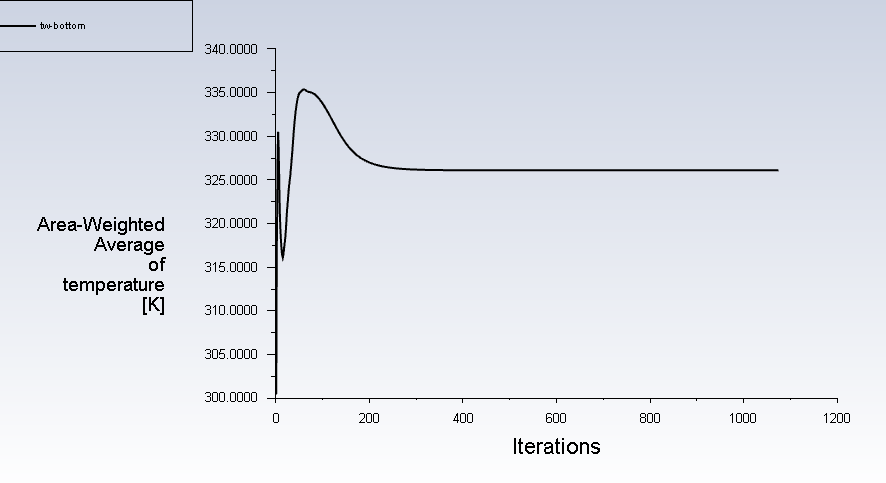 tw-bottom
340.0000
335.0000
330.0000
325.0000
320.0000
315.0000
310.0000
305.0000
300.0000
Area-Weighted
Average
of
temperature
[K]
0 200 400 600 800 1000 1200
Iterations